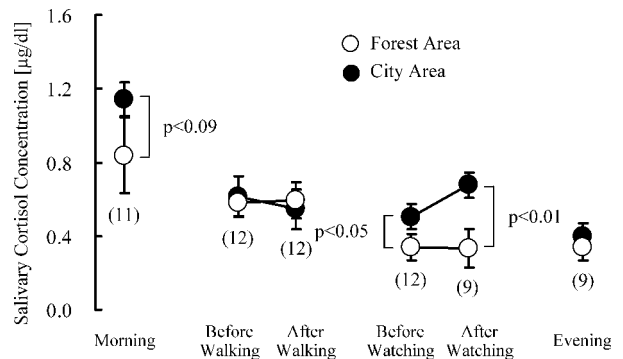 Salivary Cortisol Concentration [µg/dl]
1.6
1.2
0.8
0.4
0.0
Forest Area
City Area
p<0.09
(11)
(12)
(12)
p<0.05
(12)
p<0.01
(9)
(9)
Morning
Before
Walking
After
Walking
Before
Watching
After
Watching
Evening